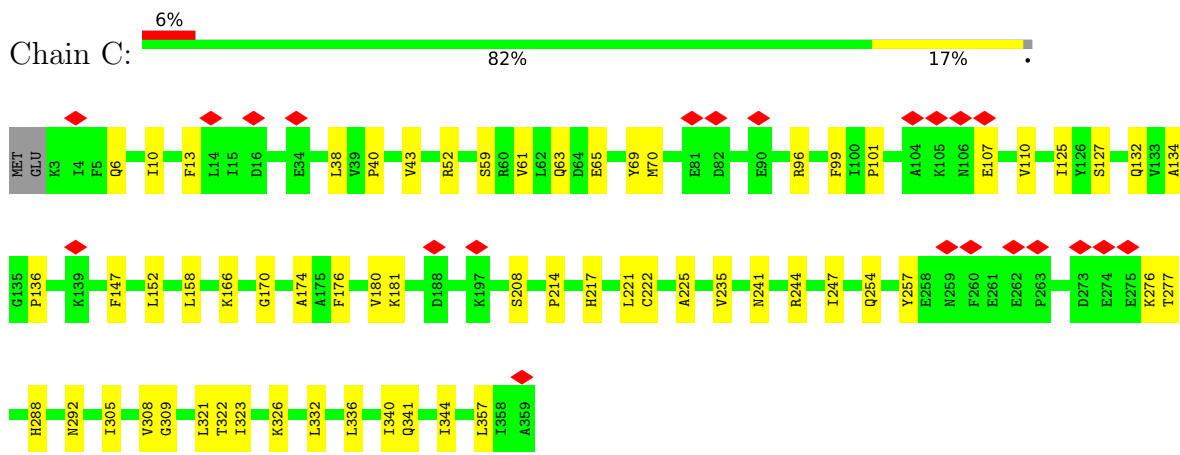 6%
Chain C:
82% 17% •
MET GLU K3 I4 F5 Q6 I10 F13 L14 I15 D16 E34 L38 V39 P40 V43 R52 S59 R60 V61 L62 Q63 D64 E65 Y69 M70 E81 D82 E90 R96 F99 I100 P101 A104 K105 N106 E107 V110 I125 Y126 S127 Q132 V133 A134
G135 P136 K139 F147 L152 L158 K166 G170 A174 A175 F176 V180 K181 D188 K197 S208 P214 H217 L221 C222 A225 V235 N241 R244 I247 Q254 Y257 E258 N259 F260 E261 E262 P263 D273 E274 E275 K276 T277
H288 N292 I305 V308 G309 L321 T322 I323 K326 L332 L336 I340 Q341 I344 L357 I358 A359